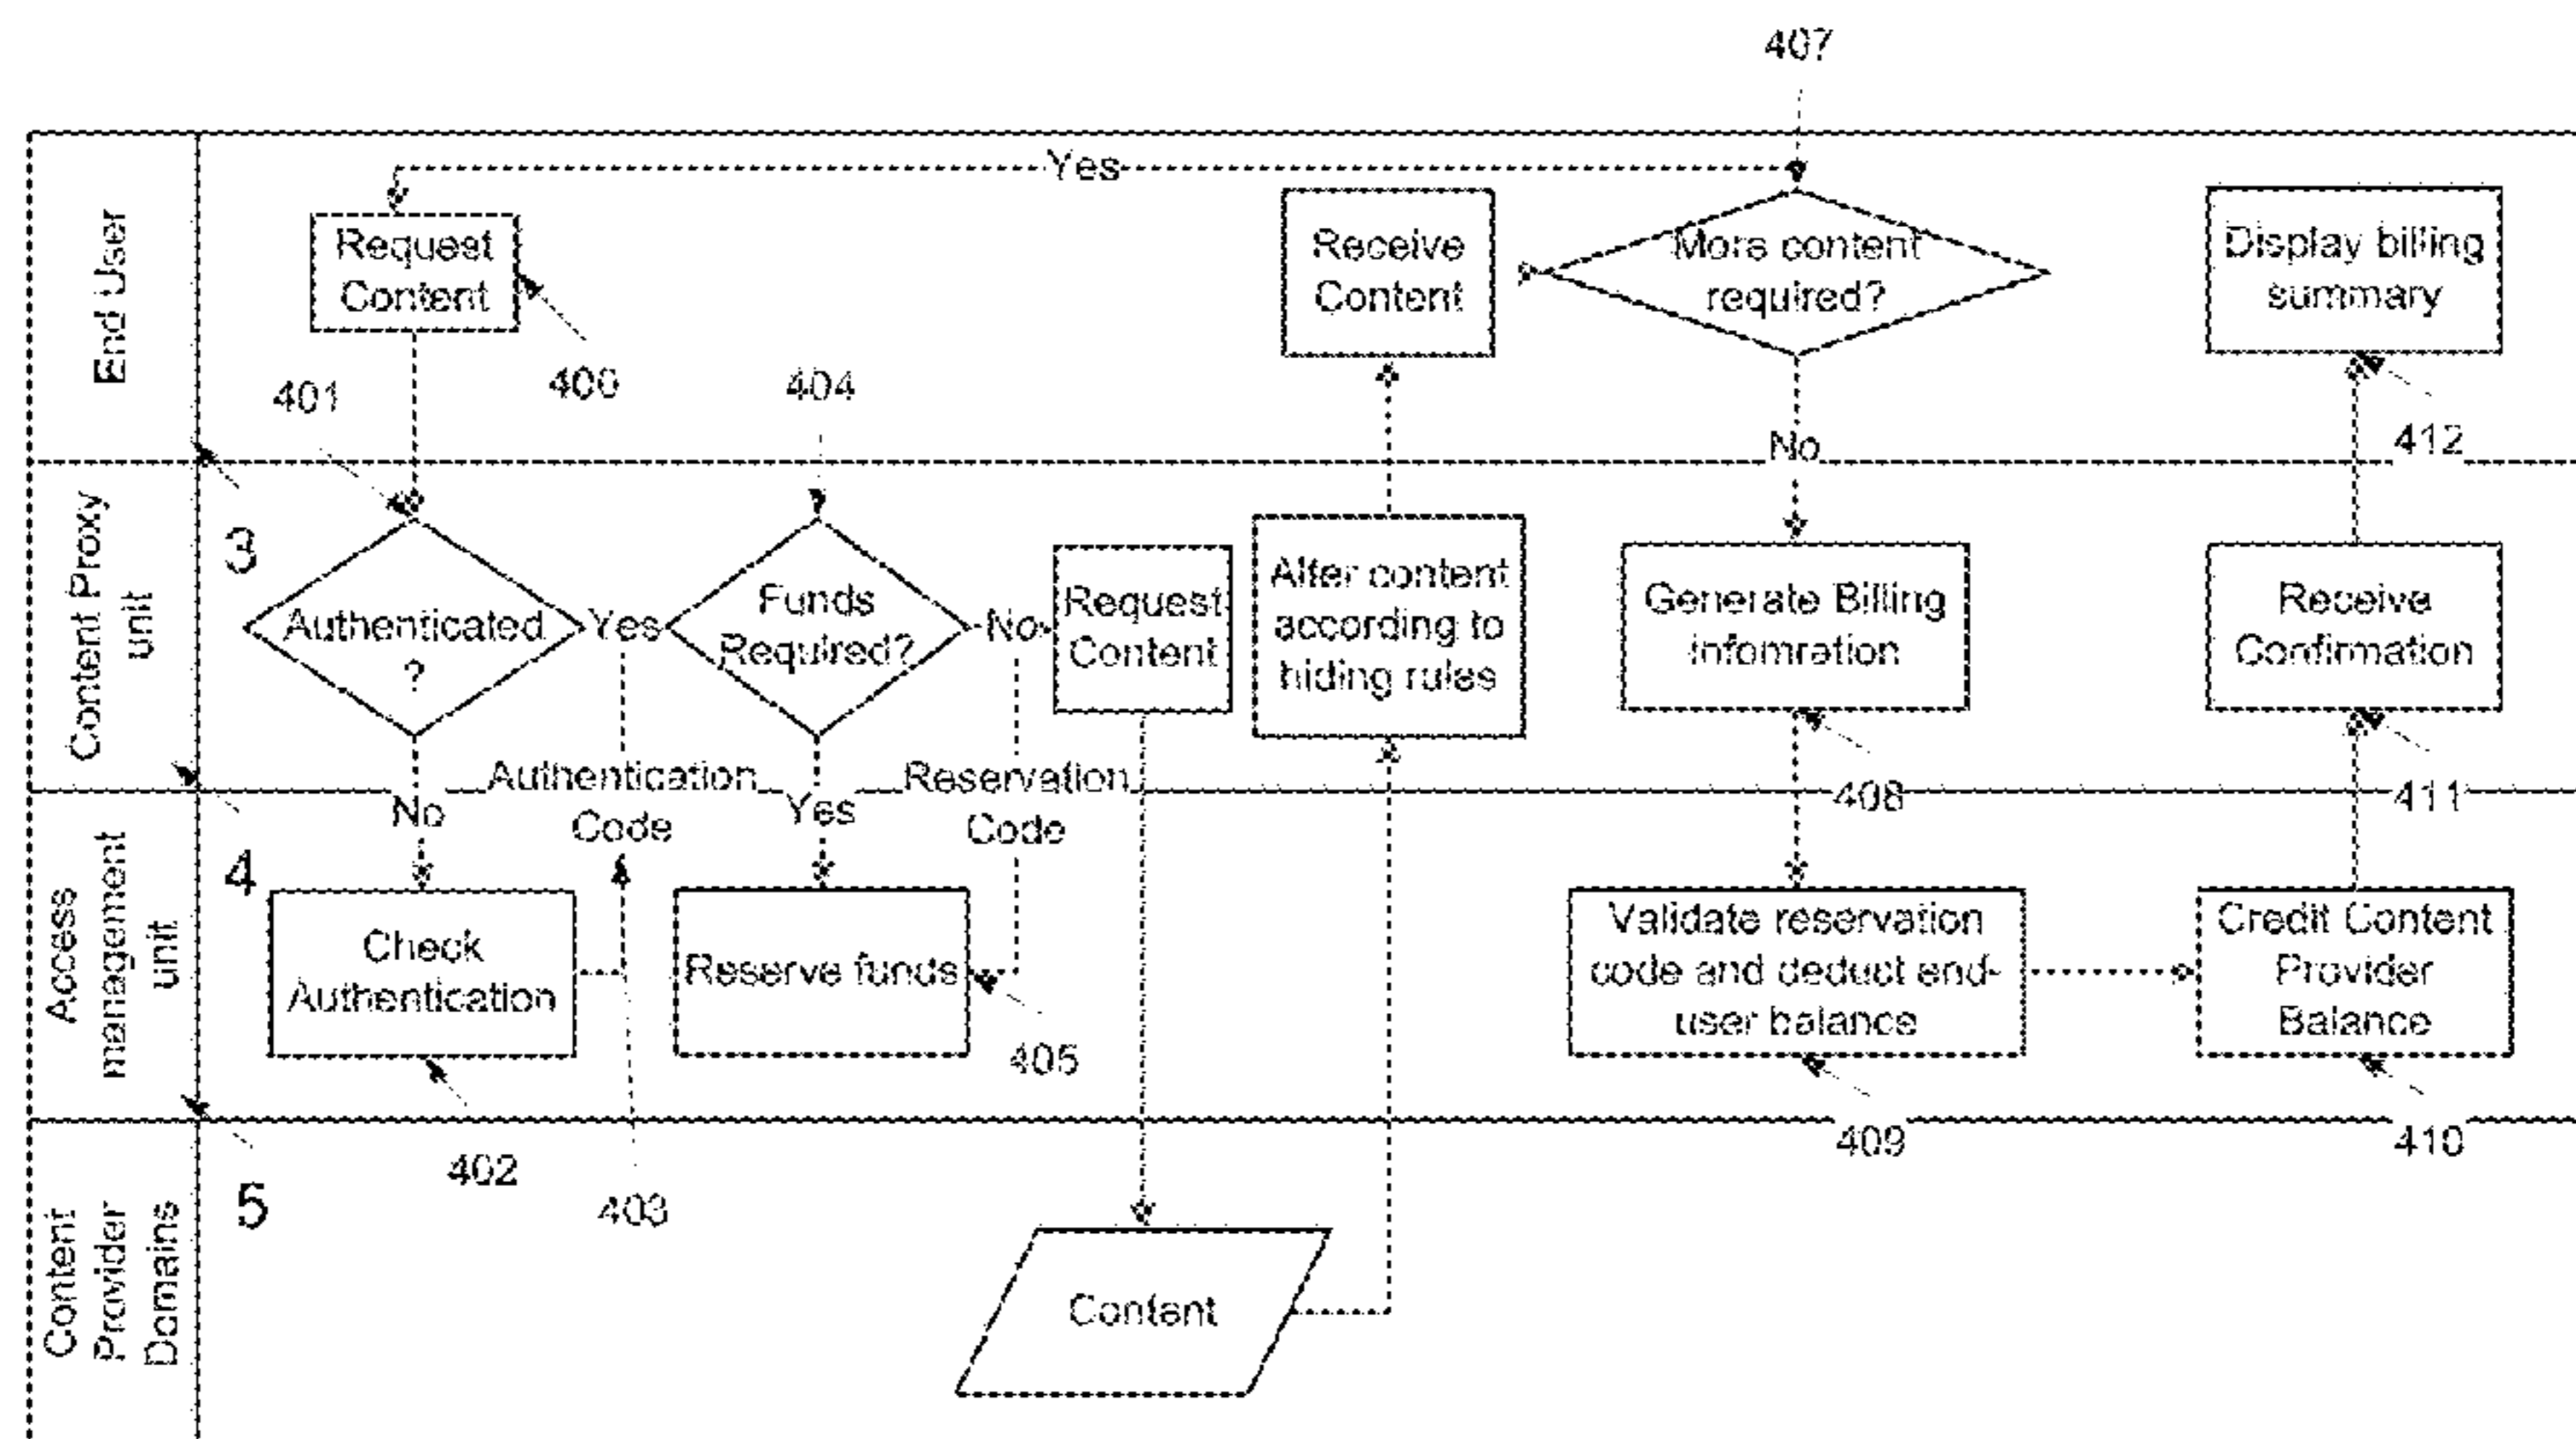 407
Yes
End User
Request
Content
Receive
Content
More content
required?
Display billing
summary
400
401
404
No
412
3
Content Proxy
unit
Authenticated
?
Yes
Funds
Required?
No
Request
Content
Alter content
according to
hiding rules
Generate Billing
Infomration
Receive
Confirmation
No
Authentication
Code
Yes
Reservation
Code
408
411
4
Access
management
unit
Check
Authentication
Reserve funds
405
Validate reservation
code and deduct end-
user balance
Credit Content
Provider
Balance
402
403
409
410
5
Content
Provider
Domains
Content